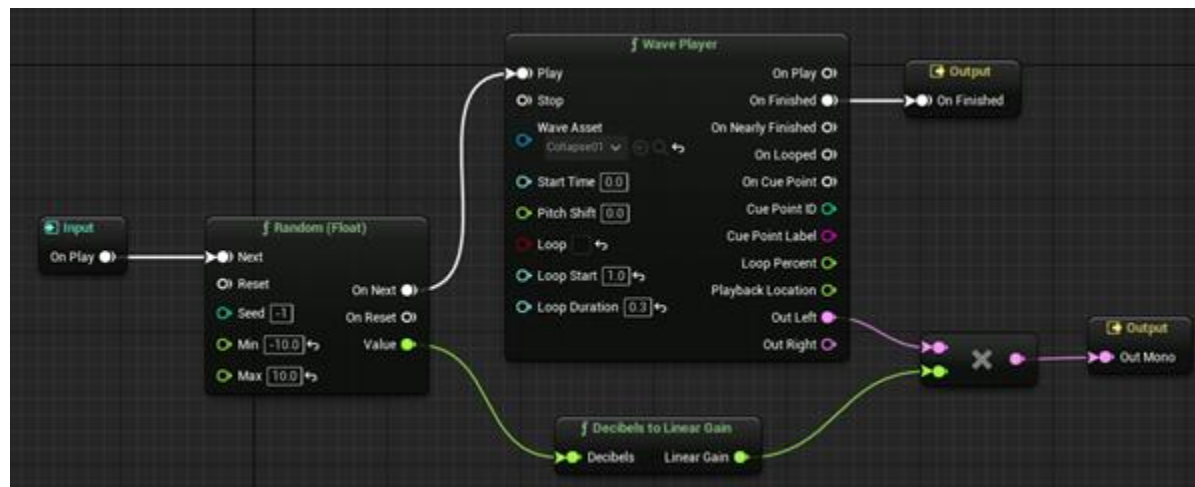 Input
On Play
ƒ Random (Float)
Next
Reset
On Next
Seed -1
On Reset
Min -10.0
Value
Max 10.0
ƒ Wave Player
Play
On Play
Stop
On Finished
Wave Asset
On Nearly Finished
Collapse01
On Looped
Start Time 0.0
On Cue Point
Pitch Shift 0.0
Cue Point ID
Cue Point Label
Loop
Loop Percent
Loop Start 1.0
Playback Location
Loop Duration 0.3
Out Left
Out Right
Output
On Finished
ƒ Decibels to Linear Gain
Decibels
Linear Gain
Output
Out Mono